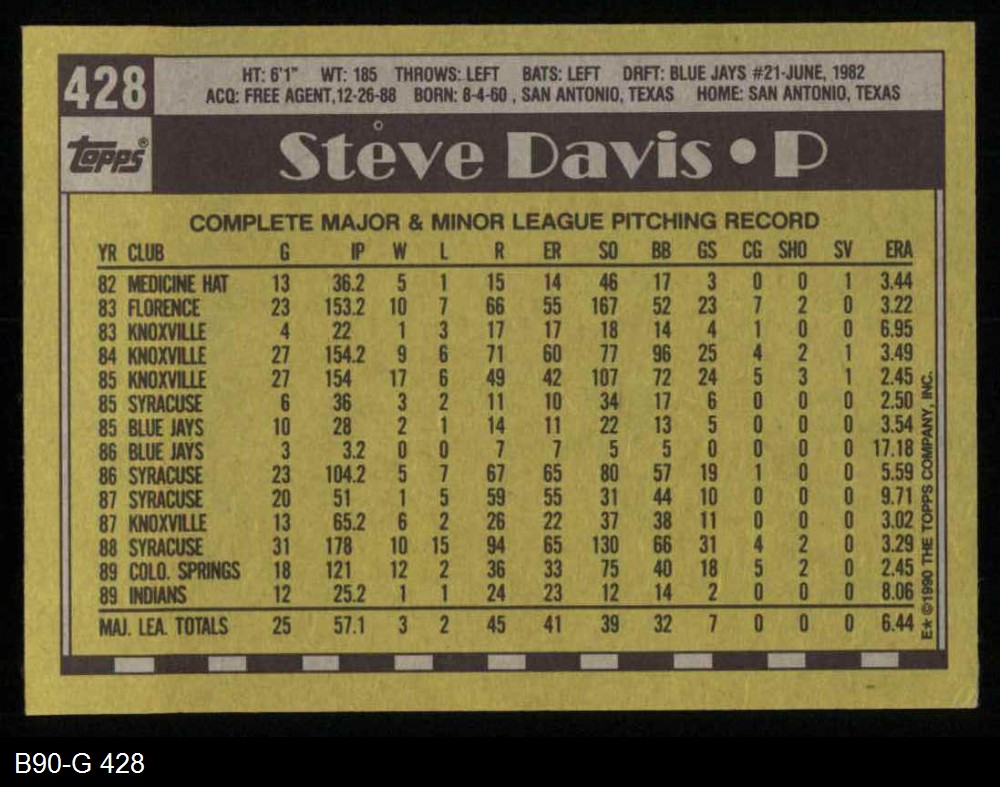 428
HT: 6'1" WT: 185 THROWS: LEFT BATS: LEFT DRFT: BLUE JAYS #21-JUNE, 1982
ACQ: FREE AGENT,12-26-88 BORN: 8-4-60 , SAN ANTONIO, TEXAS HOME: SAN ANTONIO, TEXAS
Topps®
Steve Davis • P
COMPLETE MAJOR & MINOR LEAGUE PITCHING RECORD
YR CLUB G IP W L R ER SO BB GS CG SHO SV ERA
82 MEDICINE HAT 13 36.2 5 1 15 14 46 17 3 0 0 1 3.44
83 FLORENCE 23 153.2 10 7 66 55 167 52 23 7 2 0 3.22
83 KNOXVILLE 4 22 1 3 17 17 18 14 4 1 0 0 6.95
84 KNOXVILLE 27 154.2 9 6 71 60 77 96 25 4 2 1 3.49
85 KNOXVILLE 27 154 17 6 49 42 107 72 24 5 3 1 2.45
85 SYRACUSE 6 36 3 2 11 10 34 17 6 0 0 0 2.50
85 BLUE JAYS 10 28 2 1 14 11 22 13 5 0 0 0 3.54
86 BLUE JAYS 3 3.2 0 0 7 7 5 5 0 0 0 0 17.18
86 SYRACUSE 23 104.2 5 7 67 65 80 57 19 1 0 0 5.59
87 SYRACUSE 20 51 1 5 59 55 31 44 10 0 0 0 9.71
87 KNOXVILLE 13 65.2 6 2 26 22 37 38 11 0 0 0 3.02
88 SYRACUSE 31 178 10 15 94 65 130 66 31 4 2 0 3.29
89 COLO. SPRINGS 18 121 12 2 36 33 75 40 18 5 2 0 2.45
89 INDIANS 12 25.2 1 1 24 23 12 14 2 0 0 0 8.06
MAJ. LEA. TOTALS 25 57.1 3 2 45 41 39 32 7 0 0 0 6.44
E* ©1990 THE TOPPS COMPANY, INC.
B90-G 428